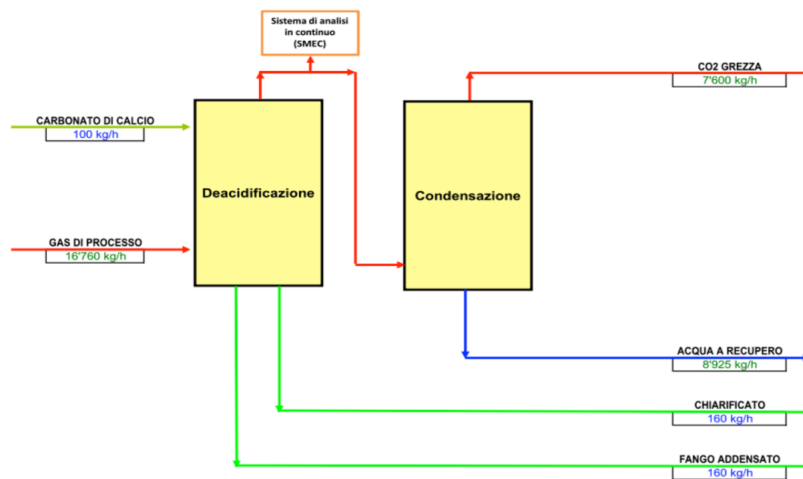 Sistema di analisi
in continuo
(SMEC)
CO2 GREZZA
7'600 kg/h
CARBONATO DI CALCIO
100 kg/h
Deacidificazione
Condensazione
GAS DI PROCESSO
16'760 kg/h
ACQUA A RECUPERO
8'925 kg/h
CHIARIFICATO
160 kg/h
FANGO ADDENSATO
160 kg/h